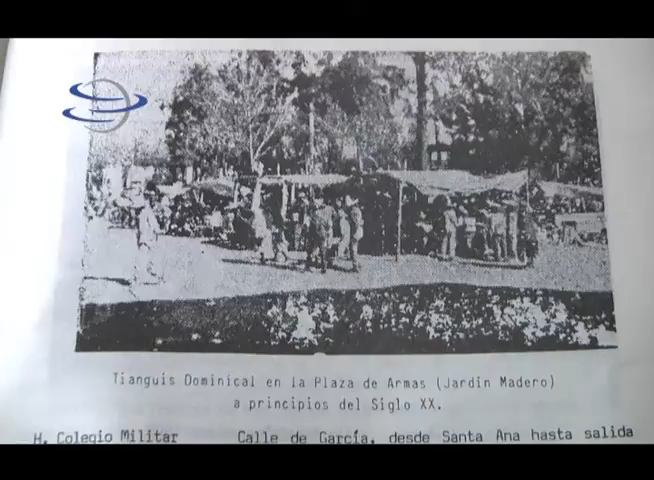 Tianguis Dominical en la Plaza de Armas (Jardín Madero)
a principios del Siglo XX.
H. Colegio Militar Calle de García, desde Santa Ana hasta salida